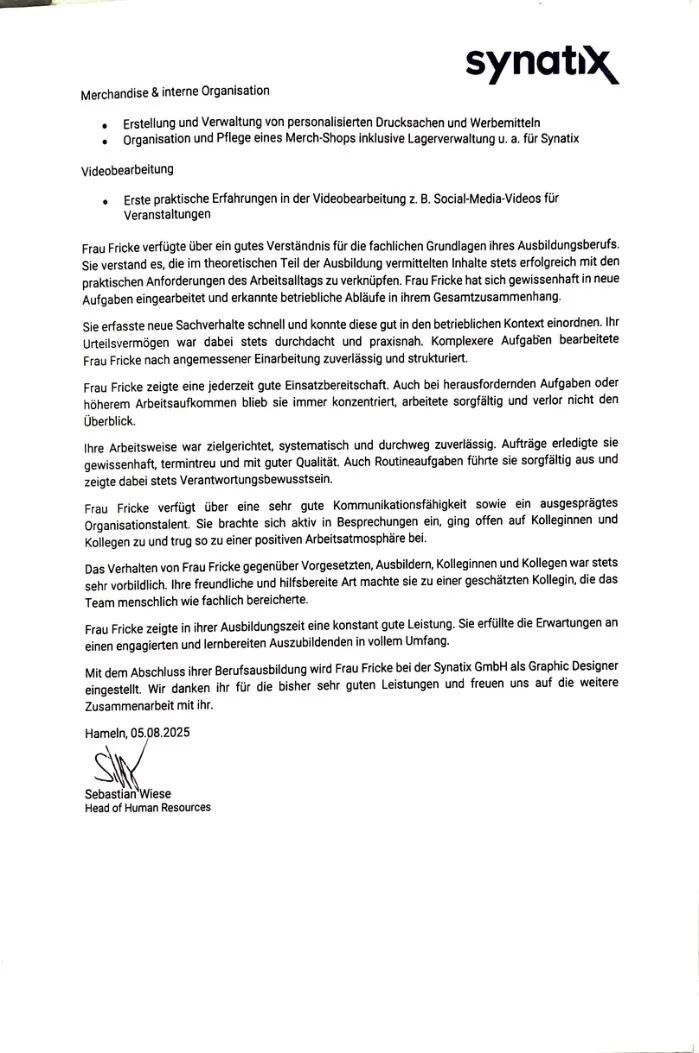 synatix
Merchandise & interne Organisation
• Erstellung und Verwaltung von personalisierten Drucksachen und Werbemitteln
• Organisation und Pflege eines Merch-Shops inklusive Lagerverwaltung u. a. für Synatix
Videobearbeitung
• Erste praktische Erfahrungen in der Videobearbeitung z. B. Social-Media-Videos für
Veranstaltungen
Frau Fricke verfügte über ein gutes Verständnis für die fachlichen Grundlagen ihres Ausbildungsberufs.
Sie verstand es, die im theoretischen Teil der Ausbildung vermittelten Inhalte stets erfolgreich mit den
praktischen Anforderungen des Arbeitsalltags zu verknüpfen. Frau Fricke hat sich gewissenhaft in neue
Aufgaben eingearbeitet und erkannte betriebliche Abläufe in ihrem Gesamtzusammenhang.
Sie erfasste neue Sachverhalte schnell und konnte diese gut in den betrieblichen Kontext einordnen. Ihr
Urteilsvermögen war dabei stets durchdacht und praxisnah. Komplexere Aufgaben bearbeitete
Frau Fricke nach angemessener Einarbeitung zuverlässig und strukturiert.
Frau Fricke zeigte eine jederzeit gute Einsatzbereitschaft. Auch bei herausfordernden Aufgaben oder
höherem Arbeitsaufkommen blieb sie immer konzentriert, arbeitete sorgfältig und verlor nicht den
Überblick.
Ihre Arbeitsweise war zielgerichtet, systematisch und durchweg zuverlässig. Aufträge erledigte sie
gewissenhaft, termintreu und mit guter Qualität. Auch Routineaufgaben führte sie sorgfältig aus und
zeigte dabei stets Verantwortungsbewusstsein.
Frau Fricke verfügt über eine sehr gute Kommunikationsfähigkeit sowie ein ausgeprägtes
Organisationstalent. Sie brachte sich aktiv in Besprechungen ein, ging offen auf Kolleginnen und
Kollegen zu und trug so zu einer positiven Arbeitsatmosphäre bei.
Das Verhalten von Frau Fricke gegenüber Vorgesetzten, Ausbildern, Kolleginnen und Kollegen war stets
sehr vorbildlich. Ihre freundliche und hilfsbereite Art machte sie zu einer geschätzten Kollegin, die das
Team menschlich wie fachlich bereicherte.
Frau Fricke zeigte in ihrer Ausbildungszeit eine konstant gute Leistung. Sie erfüllte die Erwartungen an
einen engagierten und lernbereiten Auszubildenden in vollem Umfang.
Mit dem Abschluss ihrer Berufsausbildung wird Frau Fricke bei der Synatix GmbH als Graphic Designer
eingestellt. Wir danken ihr für die bisher sehr guten Leistungen und freuen uns auf die weitere
Zusammenarbeit mit ihr.
Hameln, 05.08.2025
Sebastian Wiese
Head of Human Resources